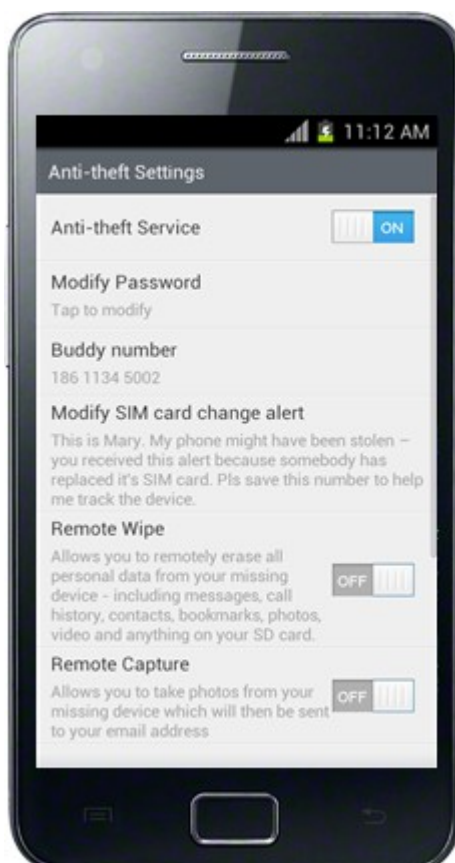 11:12 AM
Anti-theft Settings
Anti-theft Service
ON
Modify Password
Tap to modify
Buddy number
186 1134 5002
Modify SIM card change alert
This is Mary. My phone might have been stolen –
you received this alert because somebody has
replaced it's SIM card. Pls save this number to help
me track the device.
Remote Wipe
Allows you to remotely erase all
personal data from your missing
device - including messages, call
history, contacts, bookmarks, photos,
video and anything on your SD card.
OFF
Remote Capture
Allows you to take photos from your
missing device which will then be sent
to your email address
OFF